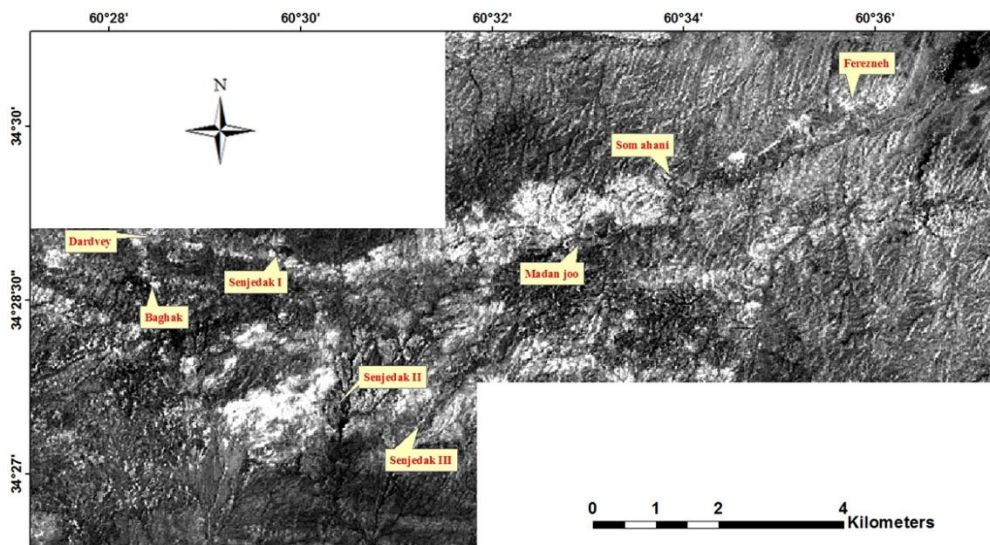 60°28' 60°30' 60°32' 60°34' 60°36'
Ferezneh
N
34°30'
Som ahani
Dardvey
Senjedak I
Madan joo
34°28'30"
Baghak
Senjedak II
Senjedak III
34°27'
0 1 2 4
Kilometers